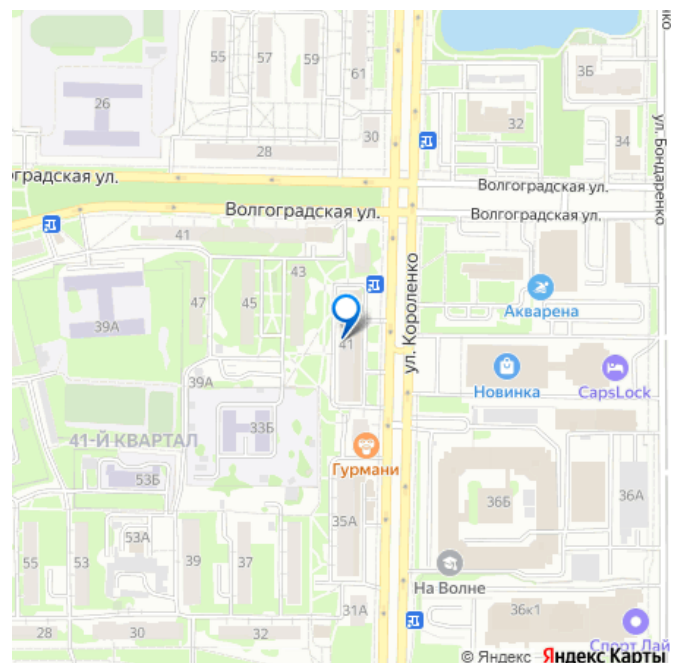 нко
55
57
59
61
3Б
26
32
34
30
28
ул. Бондаренко
оградская ул.
Волгоградская ул.
Волгоградская ул.
Волгоградская ул.
41
43
ул. Короленко
47
45
39А
Акварена
41
39А
Новинка
CapsLock
33Б
41-Й КВАРТАЛ
Гурмани
53Б
36Б
36А
35А
53А
55
53
39
37
На Волне
31А
36к1
28
30
32
Спорт Лай
© Яндекс Яндекс Карты